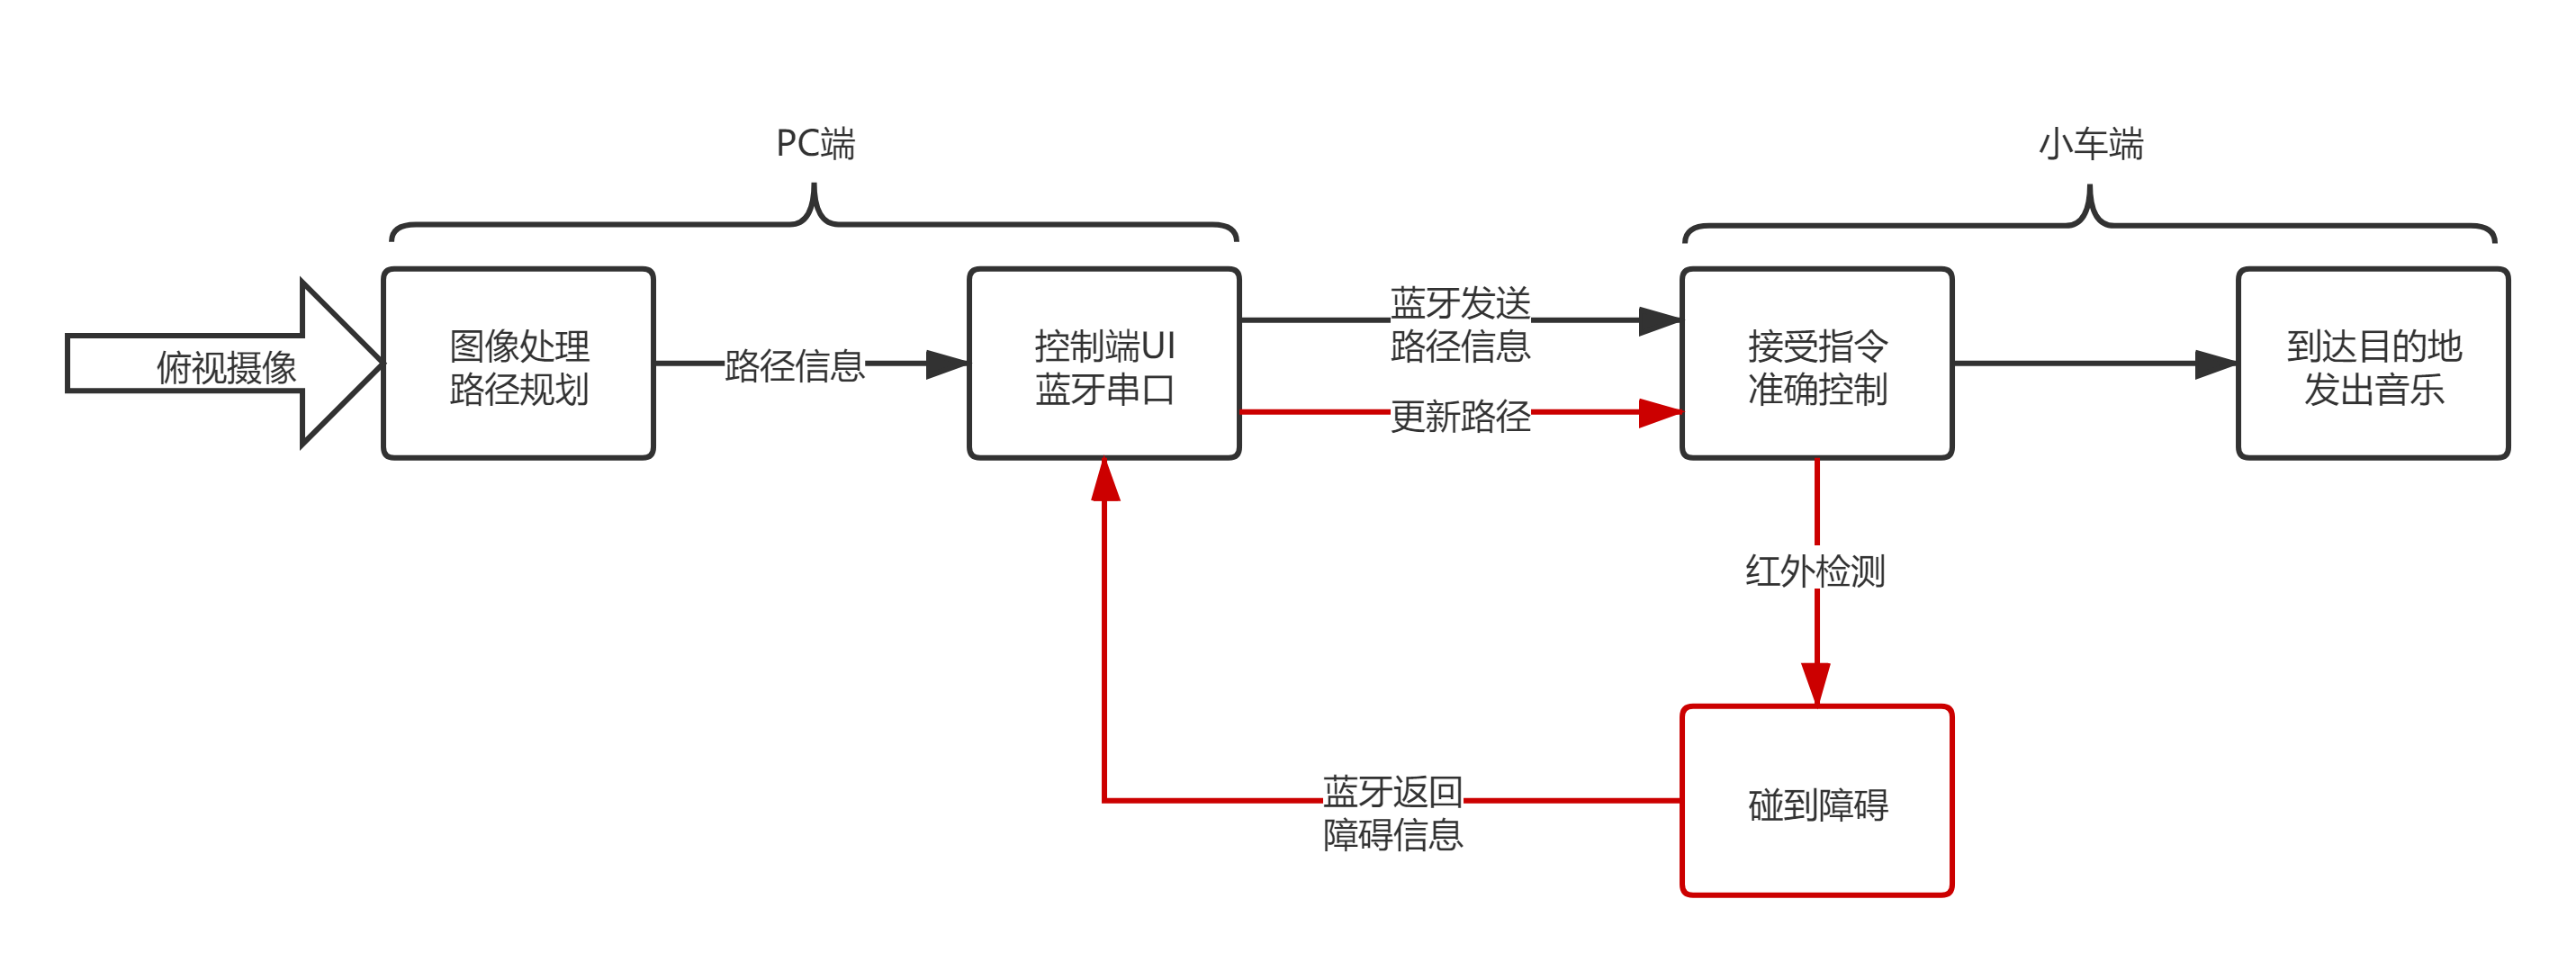 PC端
小车端
俯视摄像
图像处理
路径规划
路径信息
控制端UI
蓝牙串口
蓝牙发送
路径信息
更新路径
接受指令
准确控制
到达目的地
发出音乐
红外检测
碰到障碍
蓝牙返回
障碍信息